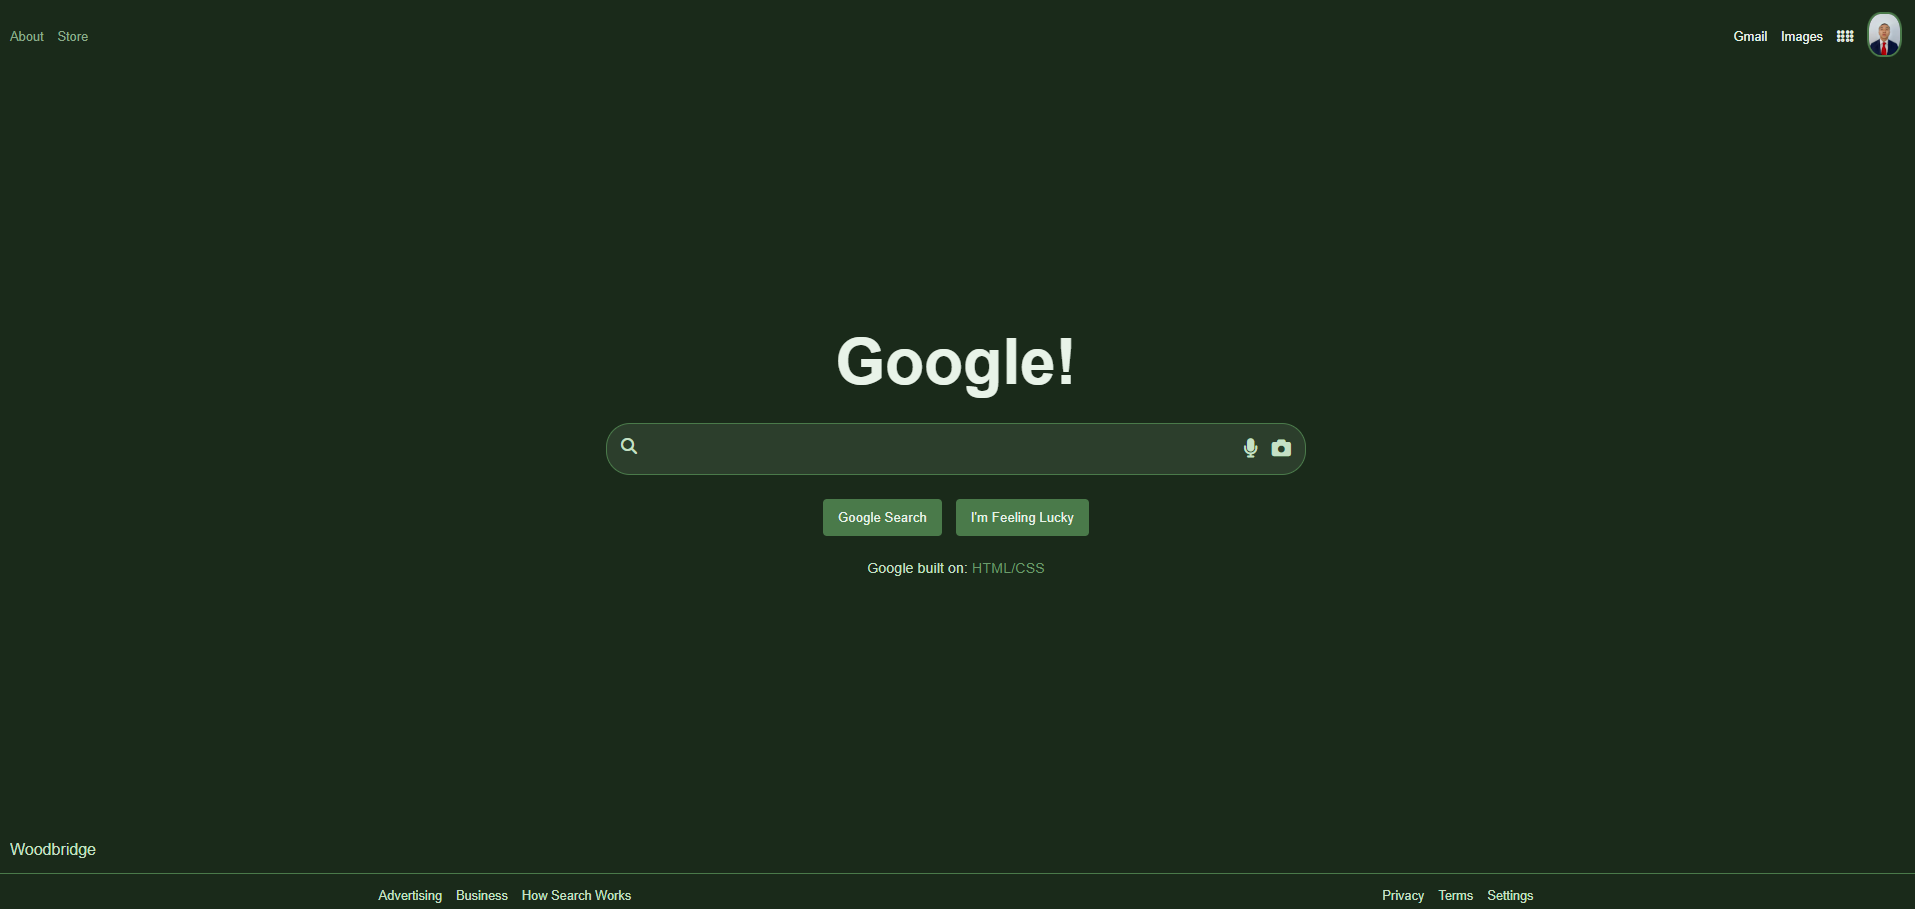 About Store Gmail Images
Google!
Google Search I'm Feeling Lucky
Google built on: HTML/CSS
Woodbridge
Advertising Business How Search Works Privacy Terms Settings